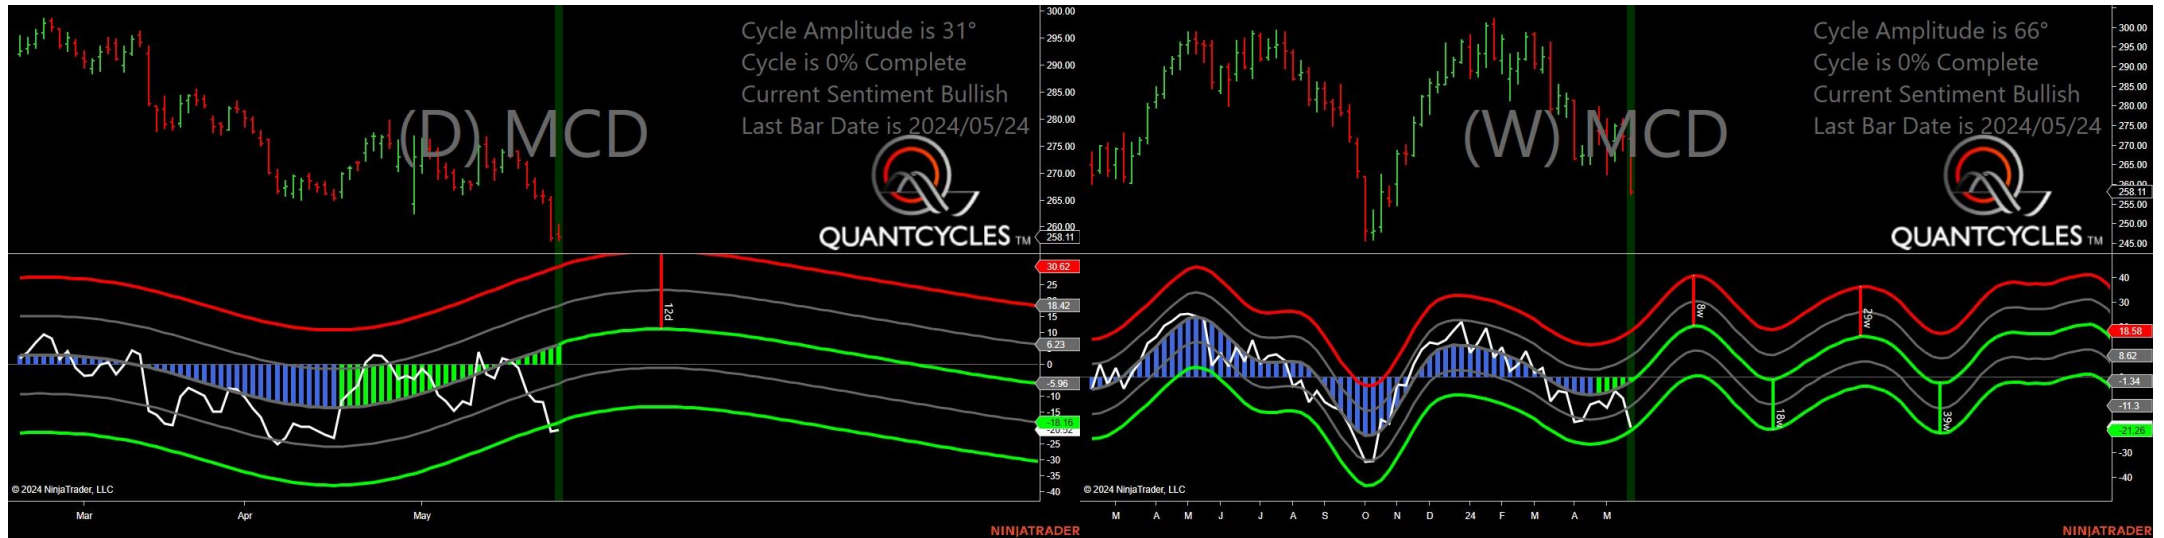 Cycle Amplitude is 31°
Cycle is 0% Complete
Current Sentiment Bullish
Last Bar Date is 2024/05/24
(D) MCD
QUANTCYCLES TM
300.00
295.00
290.00
285.00
280.00
275.00
270.00
265.00
260.00
258.11
12d
30.62
25
18.42
15
10
6.23
0
-5.96
-10
-15
-18.16
-25
-30
-35
-40
© 2024 NinjaTrader, LLC
Mar
Apr
May
NINJATRADER
Cycle Amplitude is 66°
Cycle is 0% Complete
Current Sentiment Bullish
Last Bar Date is 2024/05/24
(W) MCD
QUANTCYCLES TM
300.00
295.00
290.00
285.00
280.00
275.00
270.00
265.00
260.00
258.11
255.00
250.00
245.00
8w
29w
18w
39w
40
30
18.58
8.62
-1.34
-11.3
-21.26
-30
-40
© 2024 NinjaTrader, LLC
M A M J J A S O N D 24 F M A M
NINJATRADER